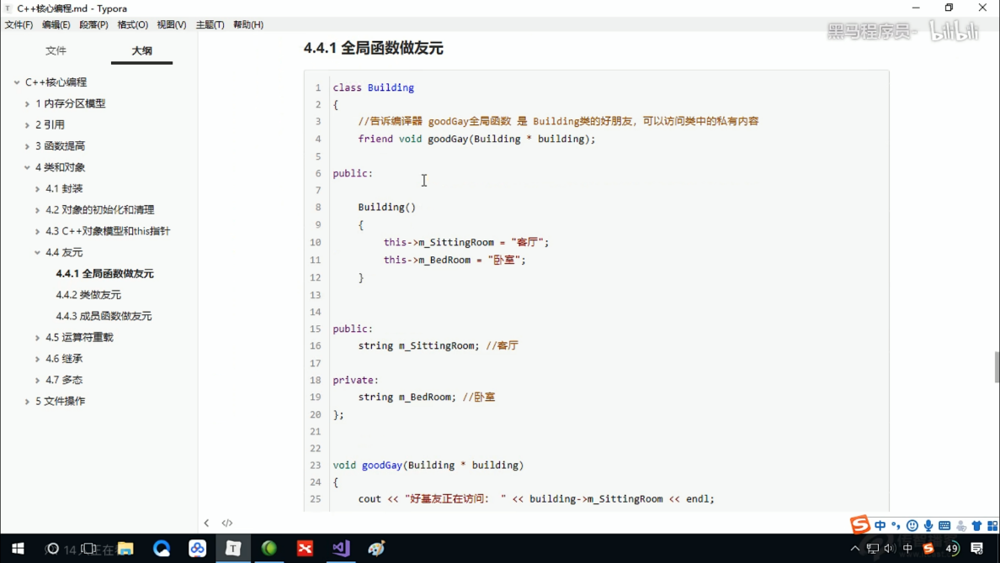 C++核心编程.md - Typora
文件(F) 编辑(E) 段落(P) 格式(O) 视图(V) 主题(T) 帮助(H)
黑马程序员- bilibili
文件 大纲
C++核心编程
1 内存分区模型
2 引用
3 函数提高
4 类和对象
4.1 封装
4.2 对象的初始化和清理
4.3 C++对象模型和this指针
4.4 友元
4.4.1 全局函数做友元
4.4.2 类做友元
4.4.3 成员函数做友元
4.5 运算符重载
4.6 继承
4.7 多态
5 文件操作
4.4.1 全局函数做友元
1 class Building
2 {
3 //告诉编译器 goodGay全局函数 是 Building类的好朋友，可以访问类中的私有内容
4 friend void goodGay(Building * building);
5
6 public:
7
8 Building()
9 {
10 this->m_SittingRoom = "客厅";
11 this->m_BedRoom = "卧室";
12 }
13
14
15 public:
16 string m_SittingRoom; //客厅
17
18 private:
19 string m_BedRoom; //卧室
20 };
21
22
23 void goodGay(Building * building)
24 {
25 cout << "好基友正在访问： " << building->m_SittingRoom << endl;
中
14 正在
中 49